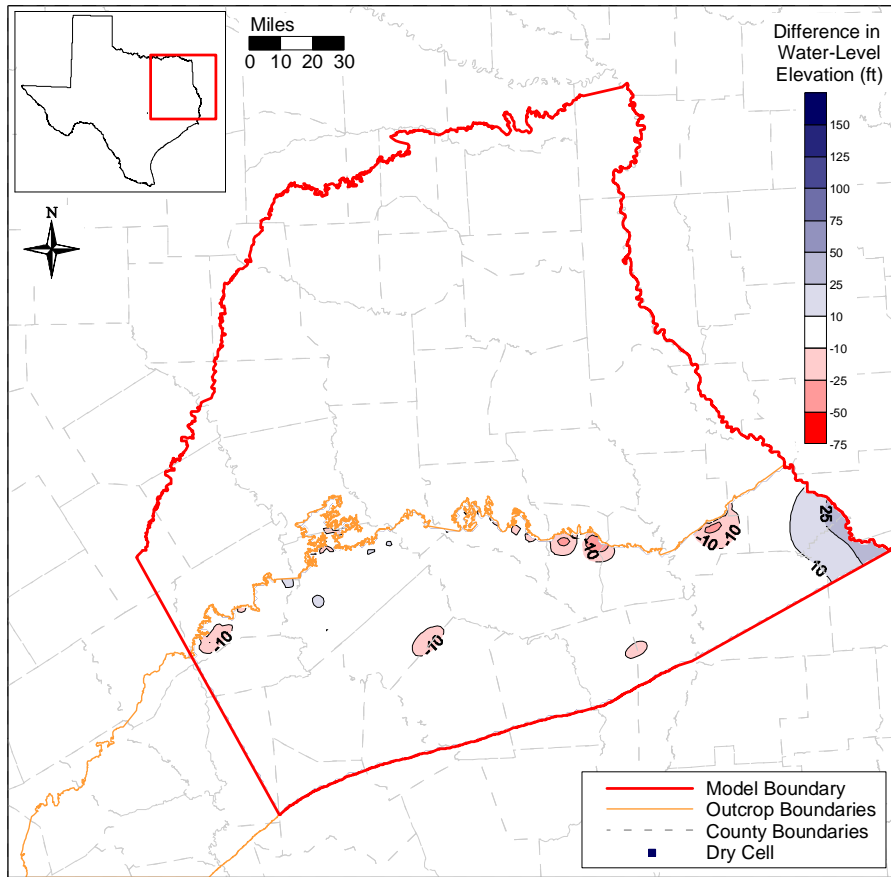 Miles
0 10 20 30
N
Difference in
Water-Level
Elevation (ft)
150
125
100
75
50
25
10
-10
-25
-50
-75
25
10
-10
-10
-10
-10
-10
Model Boundary
Outcrop Boundaries
County Boundaries
Dry Cell